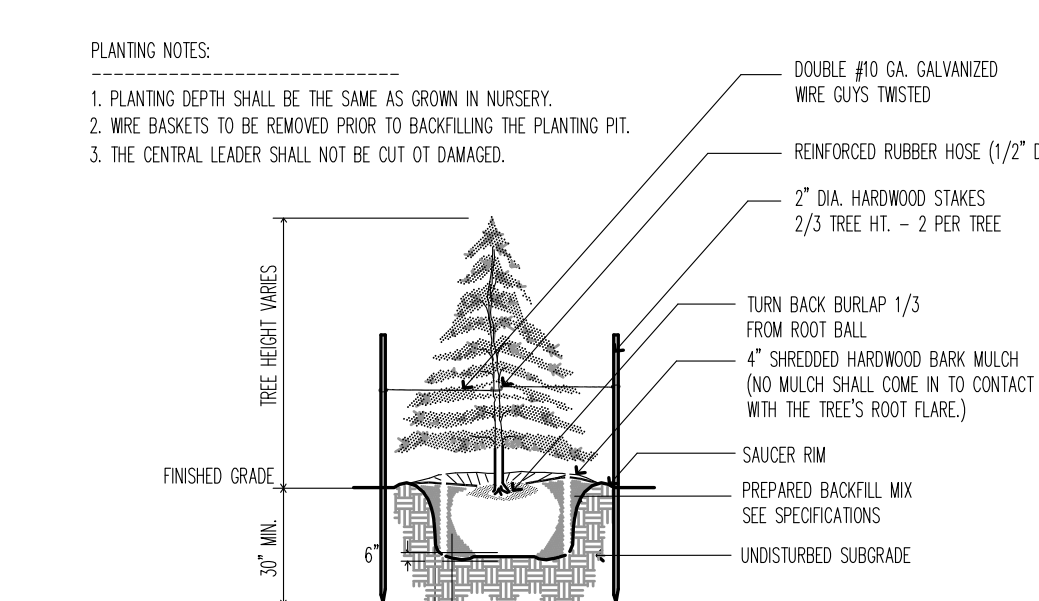 PLANTING NOTES:
1. PLANTING DEPTH SHALL BE THE SAME AS GROWN IN NURSERY.
2. WIRE BASKETS TO BE REMOVED PRIOR TO BACKFILLING THE PLANTING PIT.
3. THE CENTRAL LEADER SHALL NOT BE CUT OT DAMAGED.
DOUBLE #10 GA. GALVANIZED
WIRE GUYS TWISTED
REINFORCED RUBBER HOSE (1/2"
2" DIA. HARDWOOD STAKES
2/3 TREE HT. - 2 PER TREE
TURN BACK BURLAP 1/3
FROM ROOT BALL
4" SHREDDED HARDWOOD BARK MULCH
(NO MULCH SHALL COME IN TO CONTACT
WITH THE TREE'S ROOT FLARE.)
SAUCER RIM
PREPARED BACKFILL MIX
SEE SPECIFICATIONS
UNDISTURBED SUBGRADE
TREE HEIGHT VARIES
FINISHED GRADE
30" MIN.
6"